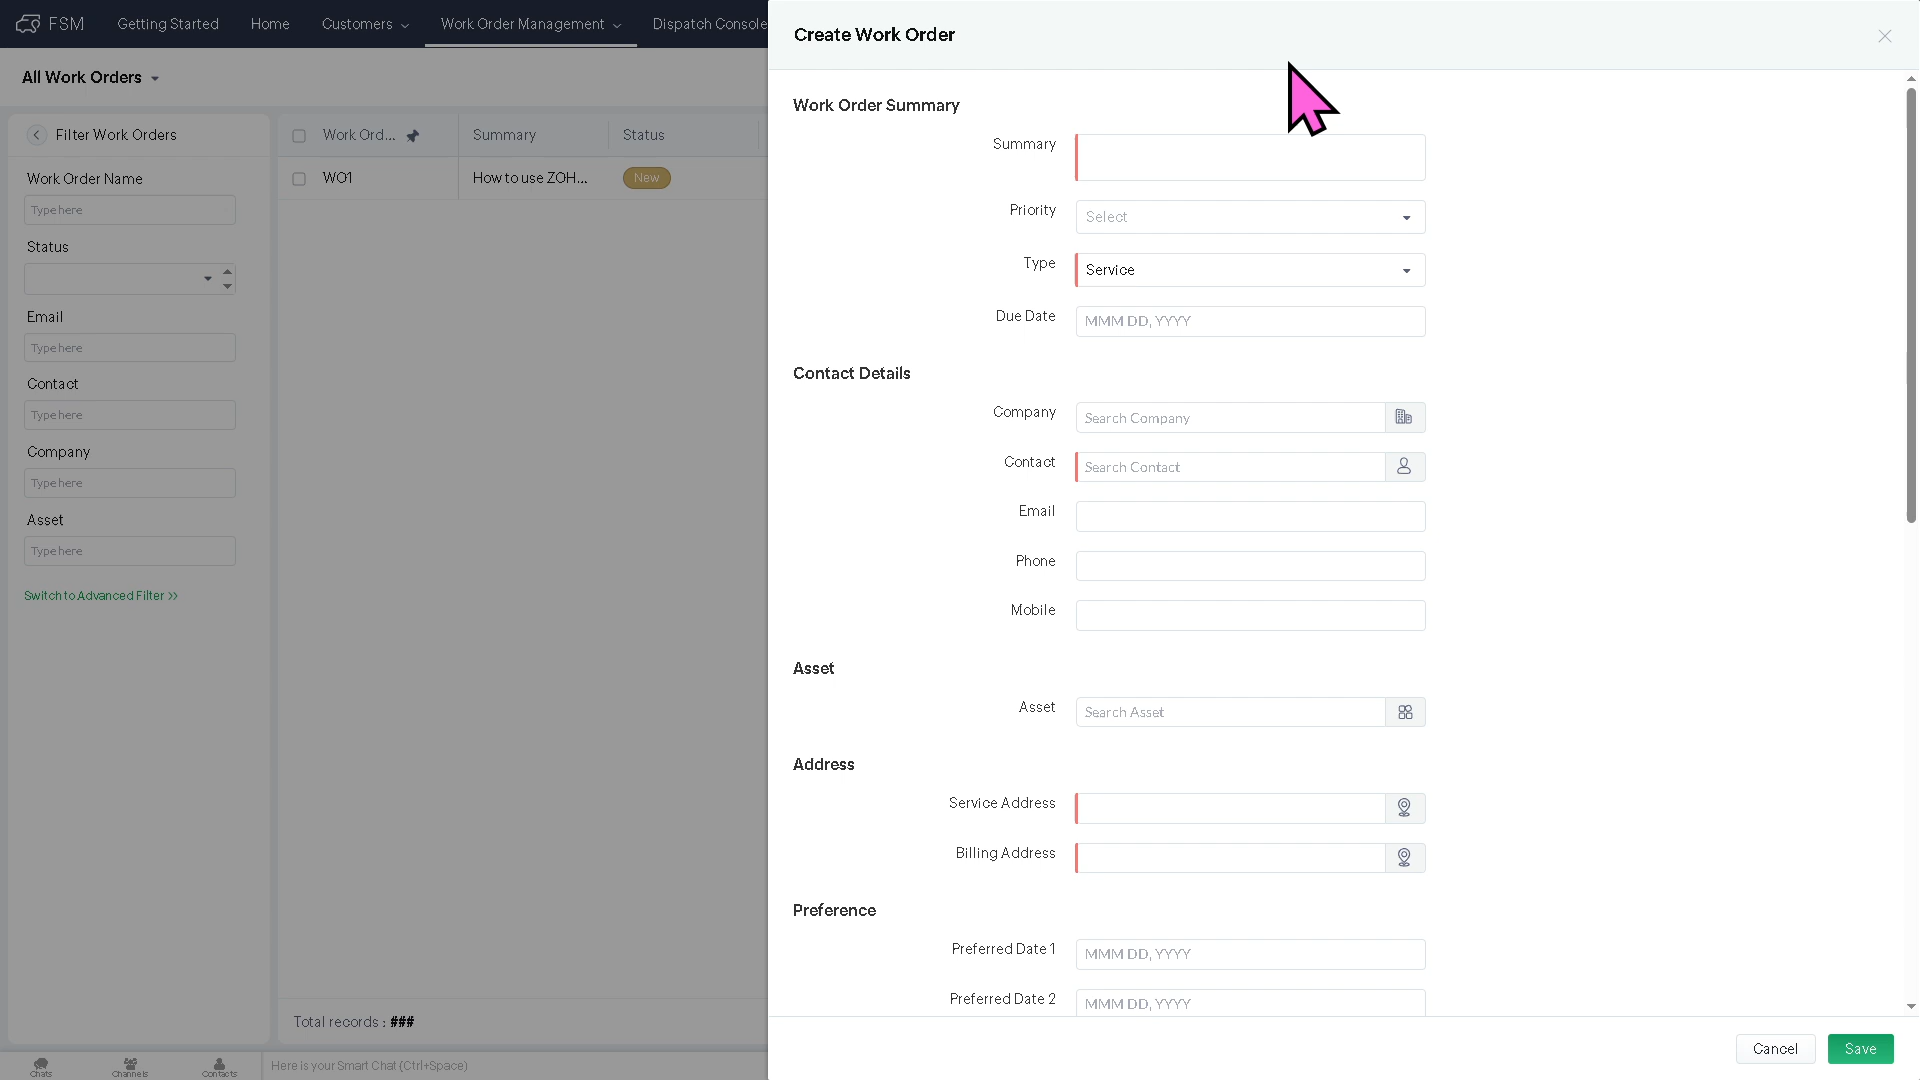 FSM
Getting Started
Home
Customers
Work Order Management
Dispatch Console
All Work Orders
Filter Work Orders
Work Order Name
Type here
Status
Email
Type here
Contact
Type here
Company
Type here
Asset
Type here
Switch to Advanced Filter >>
Work Ord...
Summary
Status
WO1
How to use ZOH...
New
Total records : ###
Chats
Channels
Contacts
Here is your Smart Chat (Ctrl+Space)
Create Work Order
Work Order Summary
Summary
Priority
Select
Type
Service
Due Date
MMM DD, YYYY
Contact Details
Company
Search Company
Contact
Search Contact
Email
Phone
Mobile
Asset
Asset
Search Asset
Address
Service Address
Billing Address
Preference
Preferred Date 1
MMM DD, YYYY
Preferred Date 2
MMM DD, YYYY
Cancel
Save